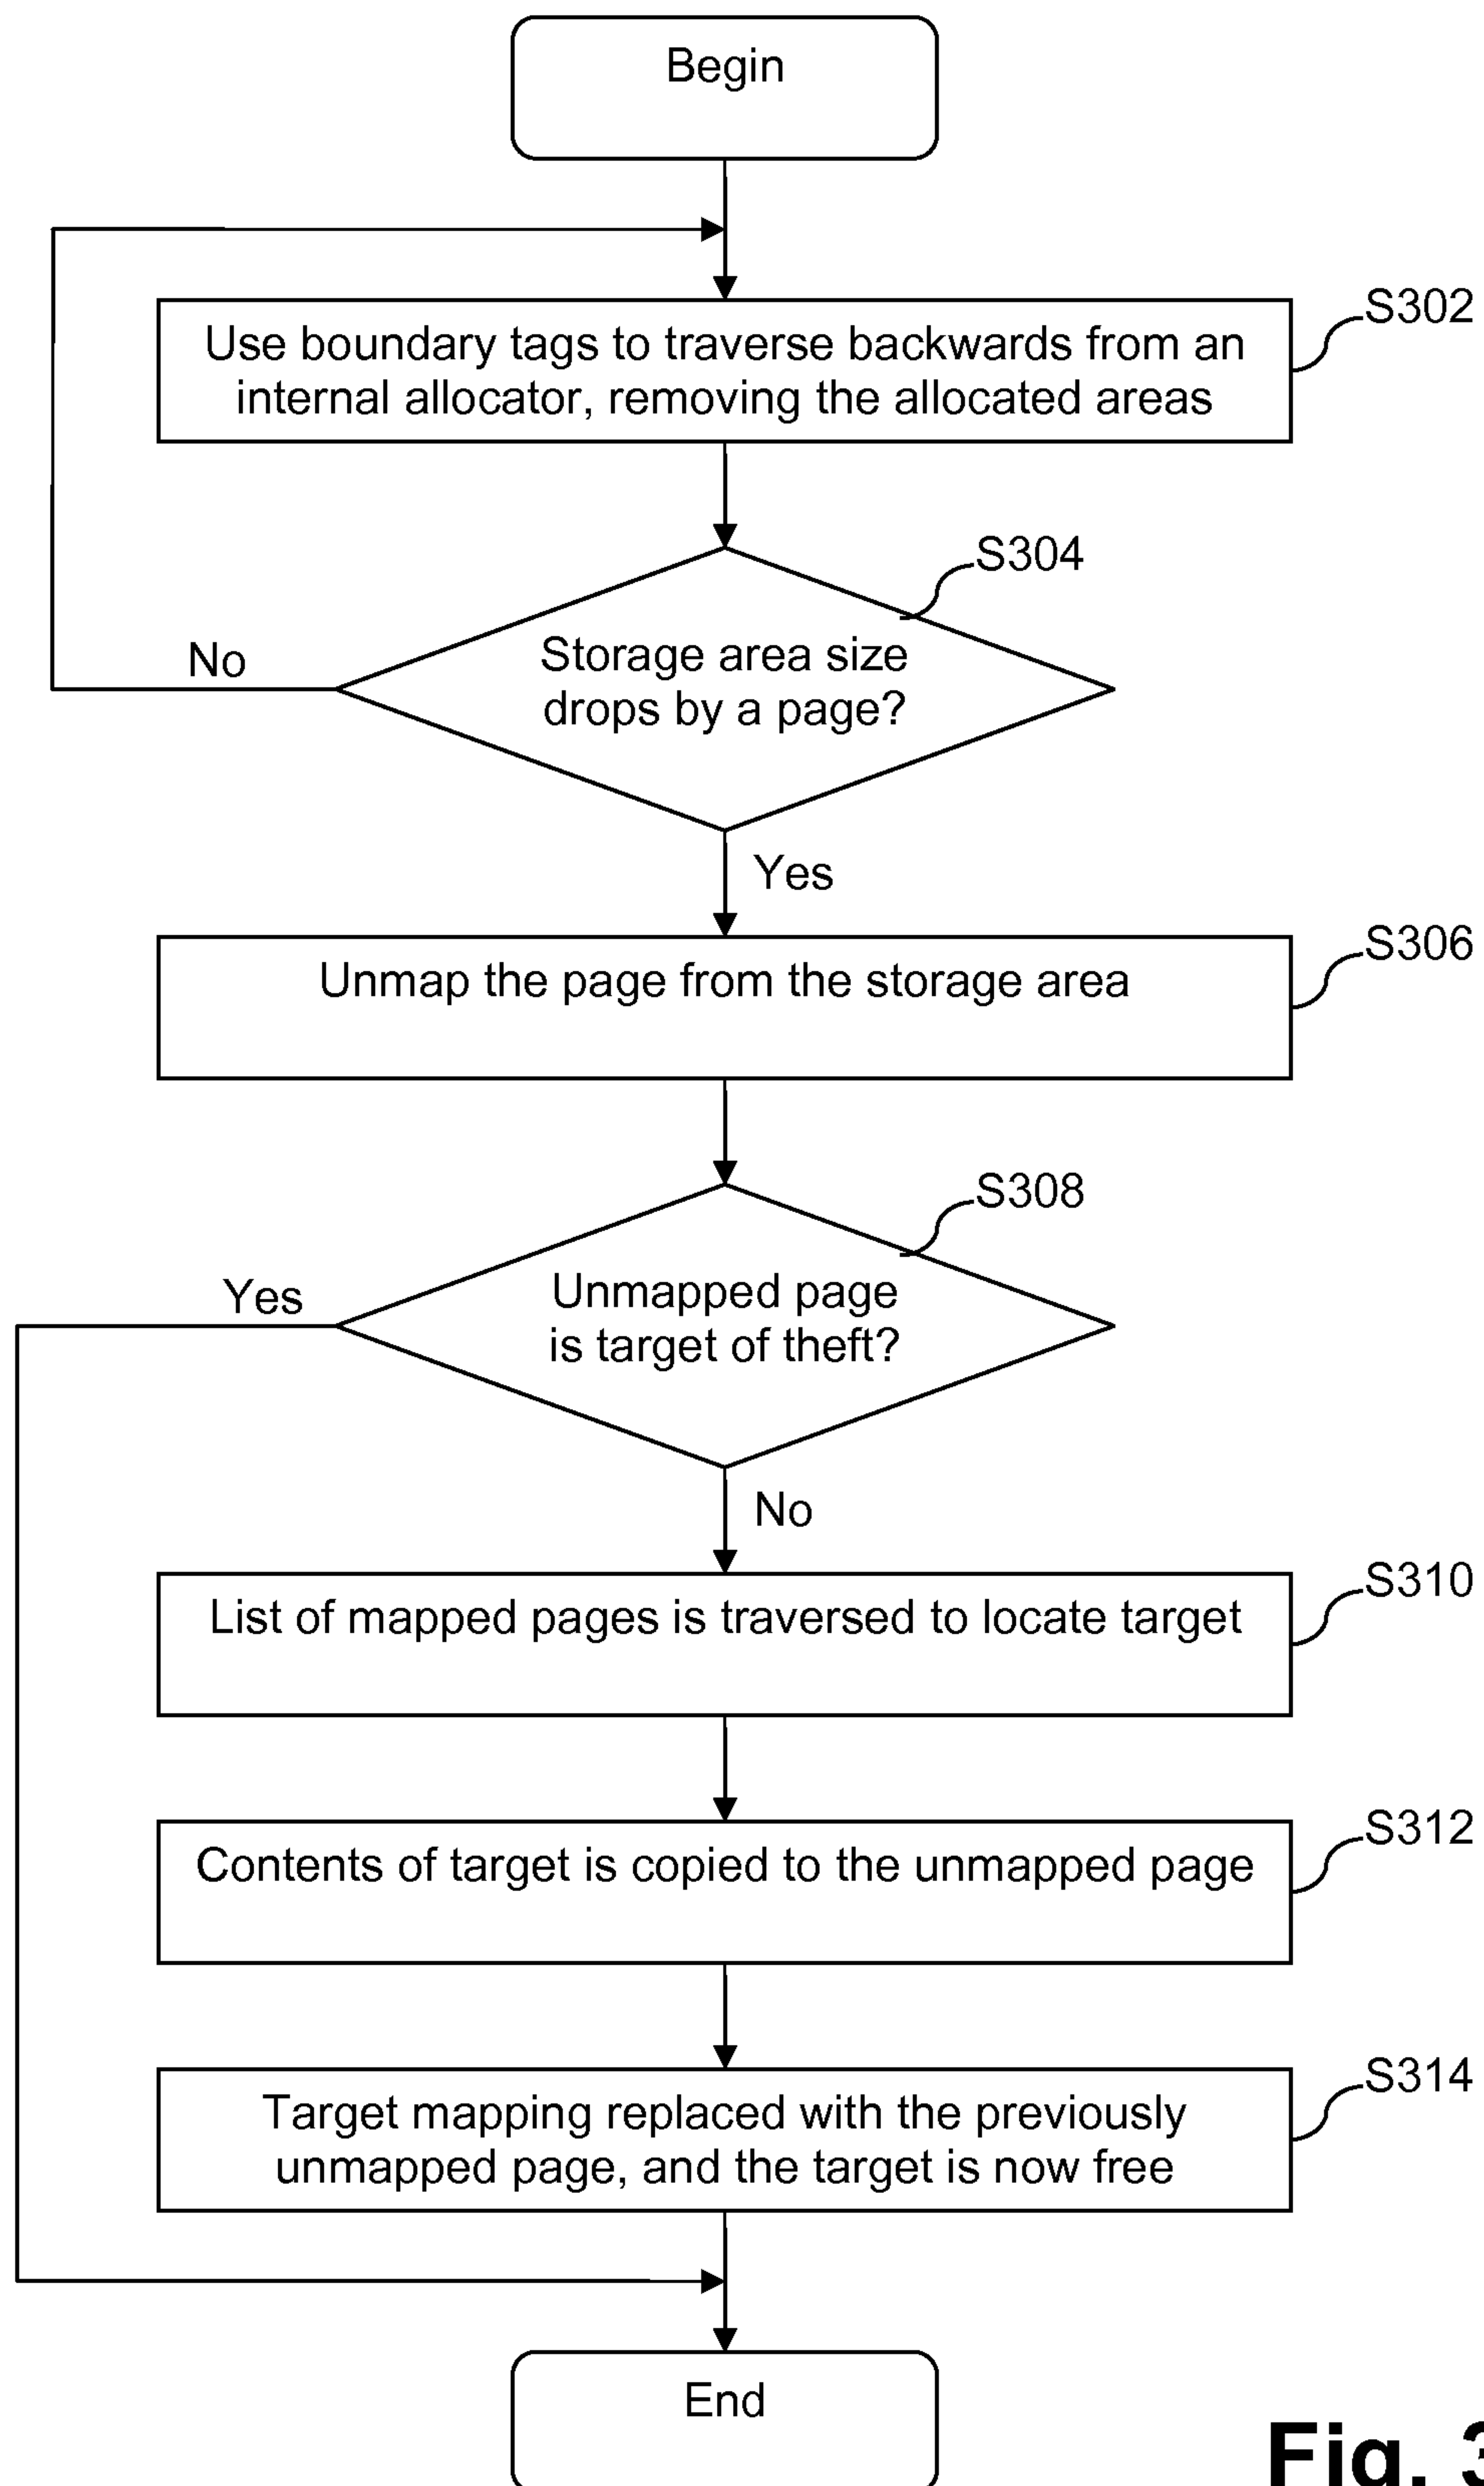 Begin
Use boundary tags to traverse backwards from an
internal allocator, removing the allocated areas
S302
S304
Storage area size
drops by a page?
No
Yes
Unmap the page from the storage area
S306
S308
Unmapped page
is target of theft?
Yes
No
List of mapped pages is traversed to locate target
S310
Contents of target is copied to the unmapped page
S312
Target mapping replaced with the previously
unmapped page, and the target is now free
S314
End
Fig. 3